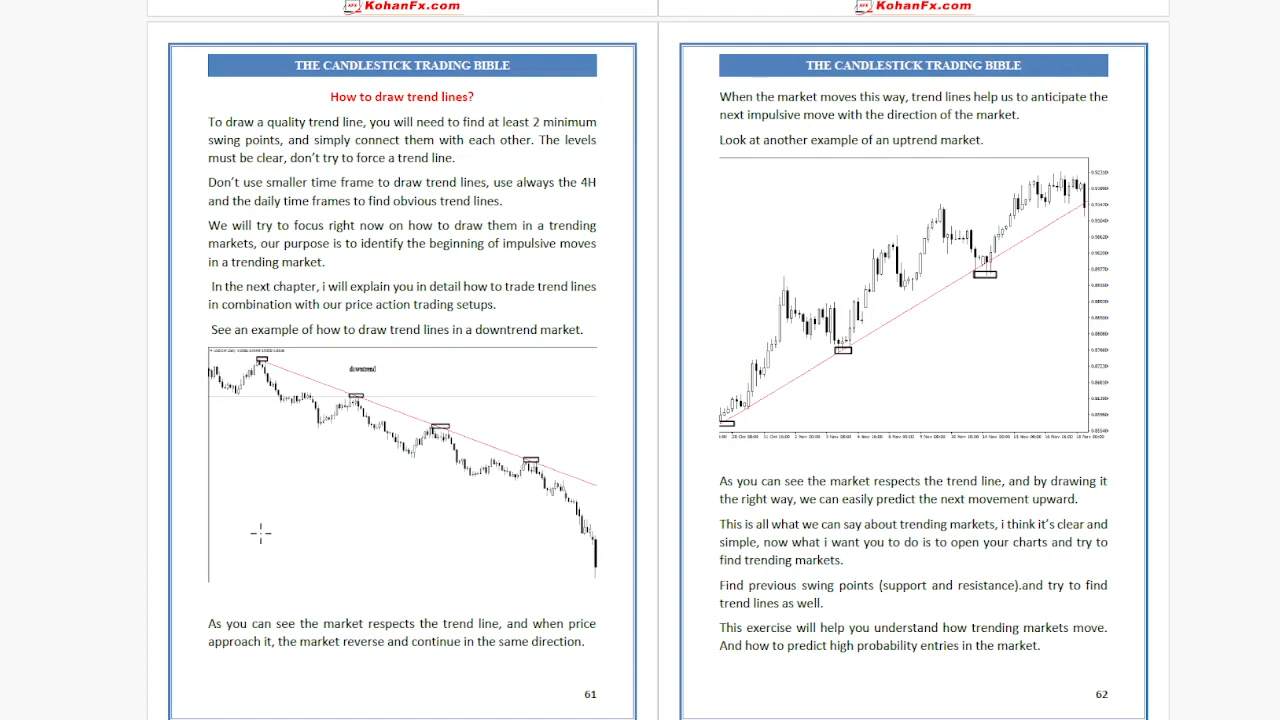 KohanFx.com
KohanFx.com
THE CANDLESTICK TRADING BIBLE
How to draw trend lines?
To draw a quality trend line, you will need to find at least 2 minimum
swing points, and simply connect them with each other. The levels
must be clear, don't try to force a trend line.
Don't use smaller time frame to draw trend lines, use always the 4H
and the daily time frames to find obvious trend lines.
We will try to focus right now on how to draw them in a trending
markets, our purpose is to identify the beginning of impulsive moves
in a trending market.
In the next chapter, i will explain you in detail how to trade trend lines
in combination with our price action trading setups.
See an example of how to draw trend lines in a downtrend market.
downtrend
As you can see the market respects the trend line, and when price
approach it, the market reverse and continue in the same direction.
61
THE CANDLESTICK TRADING BIBLE
When the market moves this way, trend lines help us to anticipate the
next impulsive move with the direction of the market.
Look at another example of an uptrend market.
As you can see the market respects the trend line, and by drawing it
the right way, we can easily predict the next movement upward.
This is all what we can say about trending markets, i think it's clear and
simple, now what i want you to do is to open your charts and try to
find trending markets.
Find previous swing points (support and resistance).and try to find
trend lines as well.
This exercise will help you understand how trending markets move.
And how to predict high probability entries in the market.
62